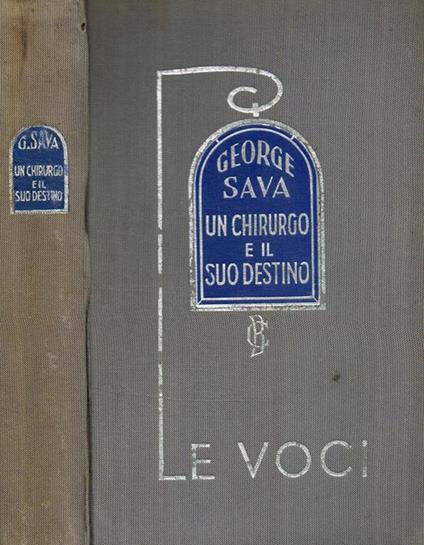 G. SAVA
UN CHIRURGO
E IL
SUO DESTINO
GEORGE
SAVA
UN CHIRURGO
E IL
SUO DESTINO
LE VOCI